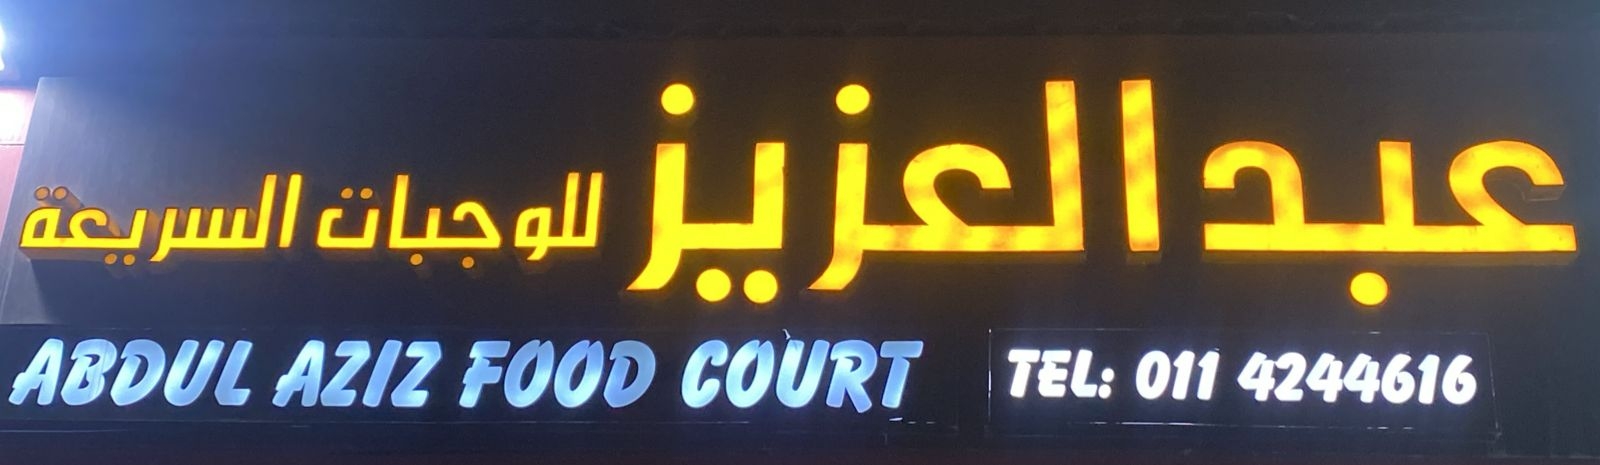 عبدالعزيز للوجبات السريعة
ABDUL AZIZ FOOD COURT
TEL: 011 4244616